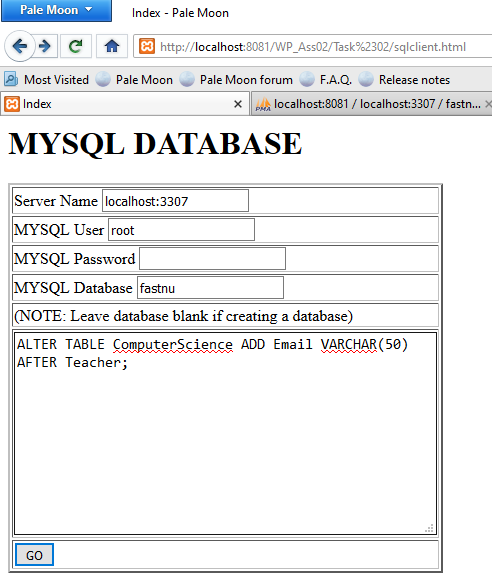 Pale Moon
Index - Pale Moon
http://localhost:8081/WP_Ass02/Task%2302/sqlclient.html
Most Visited Pale Moon Pale Moon forum F.A.Q. Release notes
Index
PMA
localhost:8081 / localhost:3307 / fastn...
MYSQL DATABASE
Server Name localhost:3307
MYSQL User root
MYSQL Password
MYSQL Database fastnu
(NOTE: Leave database blank if creating a database)
ALTER TABLE ComputerScience ADD Email VARCHAR(50)
AFTER Teacher;
GO